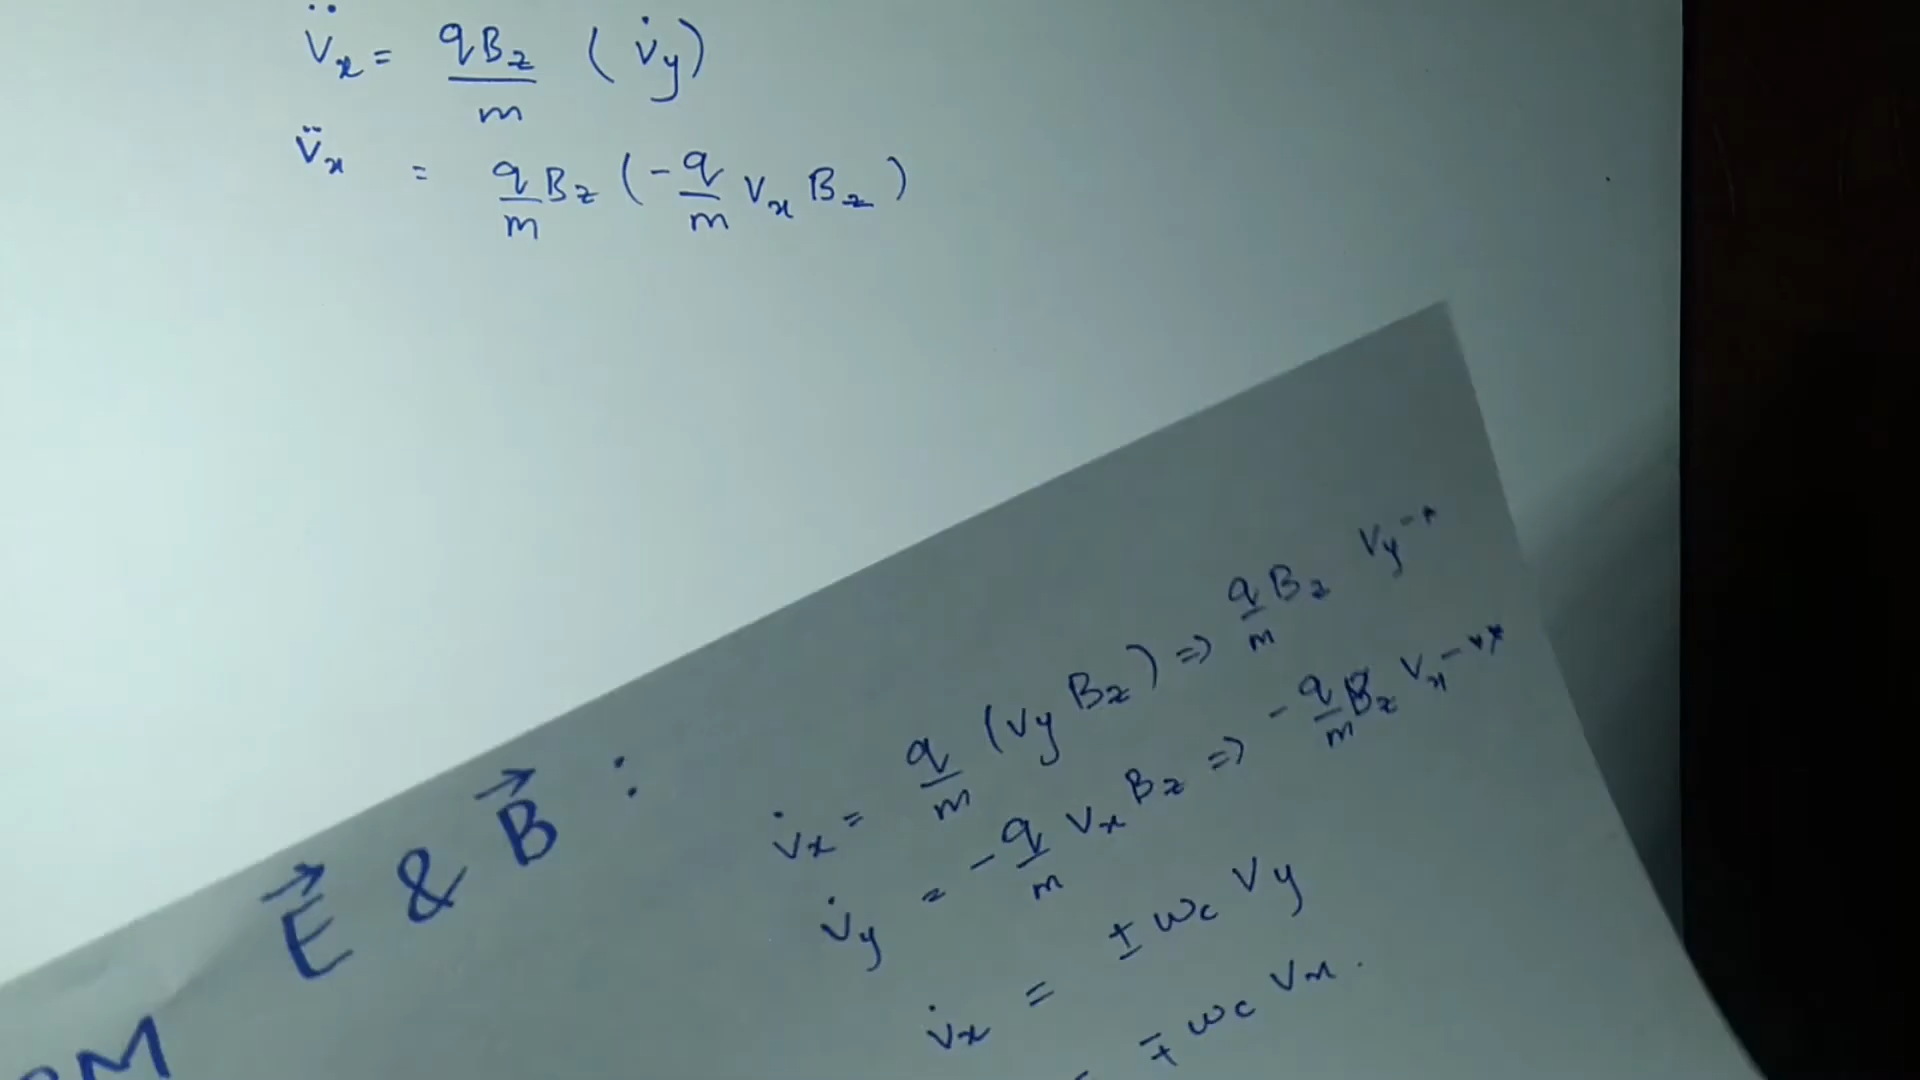 v̈x = qBz/m (v̇y)
v̈x = q/m Bz (-q/m vx Bz)
E⃗ & B⃗ :
v̇x = q/m (vy Bz) => q/m Bz vy -*
v̇y = -q/m vx Bz => -q/m Bz vx - **
v̇x = ± ωc vy
= ∓ ωc vx.